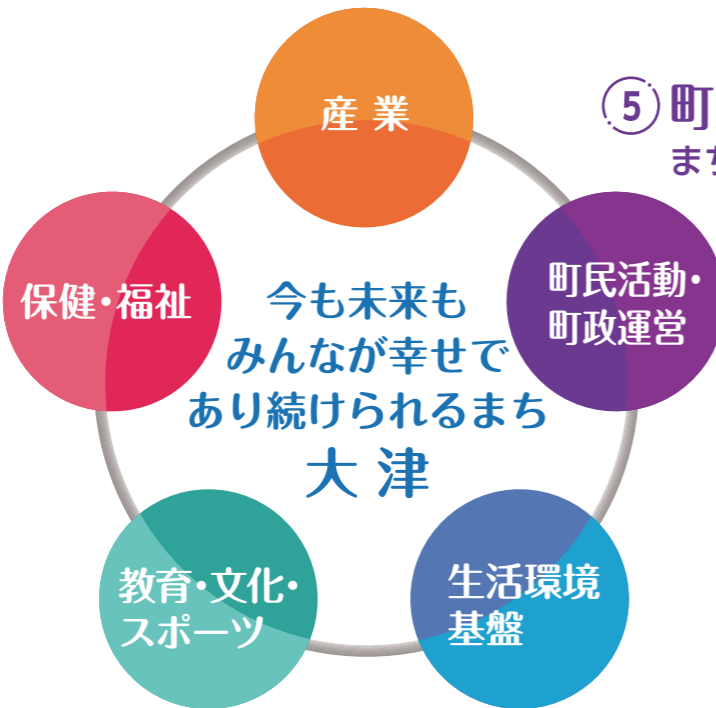 産業
⑤ 町
まち
保健・福祉
町民活動・
町政運営
今も未来も
みんなが幸せで
あり続けられるまち
大津
教育・文化・
スポーツ
生活環境
基盤